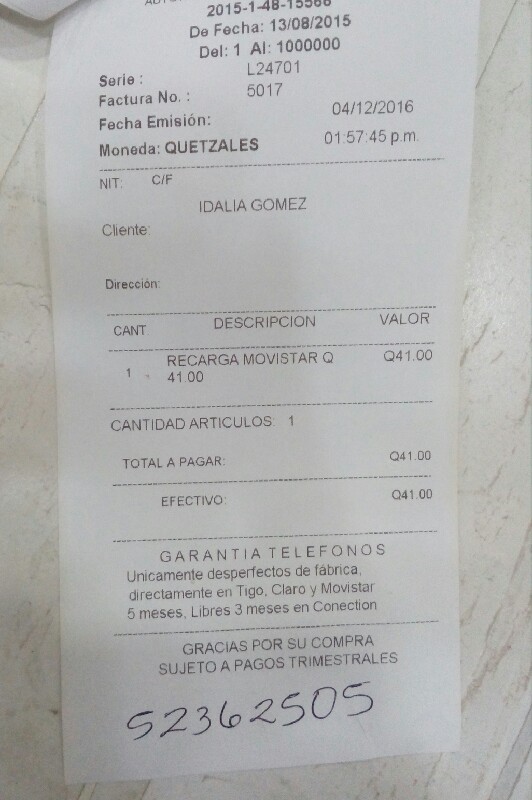 2015-1-48-15566
De Fecha: 13/08/2015
Del: 1 Al: 1000000
Serie : L24701
Factura No. : 5017
Fecha Emisión: 04/12/2016
Moneda: QUETZALES 01:57:45 p.m.
NIT: C/F
IDALIA GOMEZ
Cliente:
Dirección:
CANT DESCRIPCION VALOR
1 RECARGA MOVISTAR Q Q41.00
41.00
CANTIDAD ARTICULOS: 1
TOTAL A PAGAR: Q41.00
EFECTIVO: Q41.00
GARANTIA TELEFONOS
Unicamente desperfectos de fábrica,
directamente en Tigo, Claro y Movistar
5 meses, Libres 3 meses en Conection
GRACIAS POR SU COMPRA
SUJETO A PAGOS TRIMESTRALES
52362505